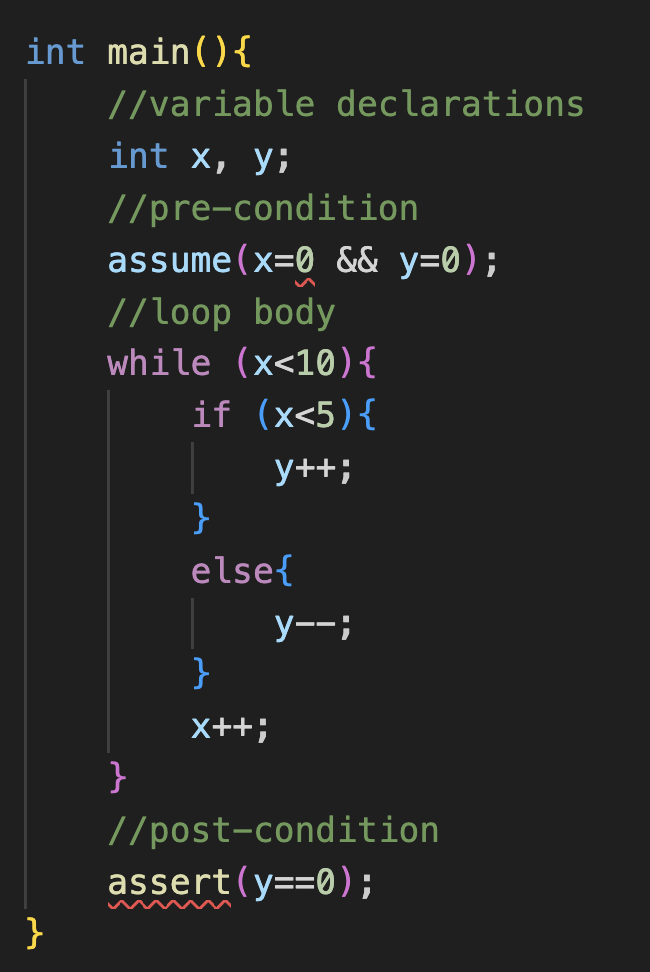 int main(){
    //variable declarations
    int x, y;
    //pre-condition
    assume(x=0 && y=0);
    //loop body
    while (x<10){
        if (x<5){
            y++;
        }
        else{
            y--;
        }
        x++;
    }
    //post-condition
    assert(y==0);
}